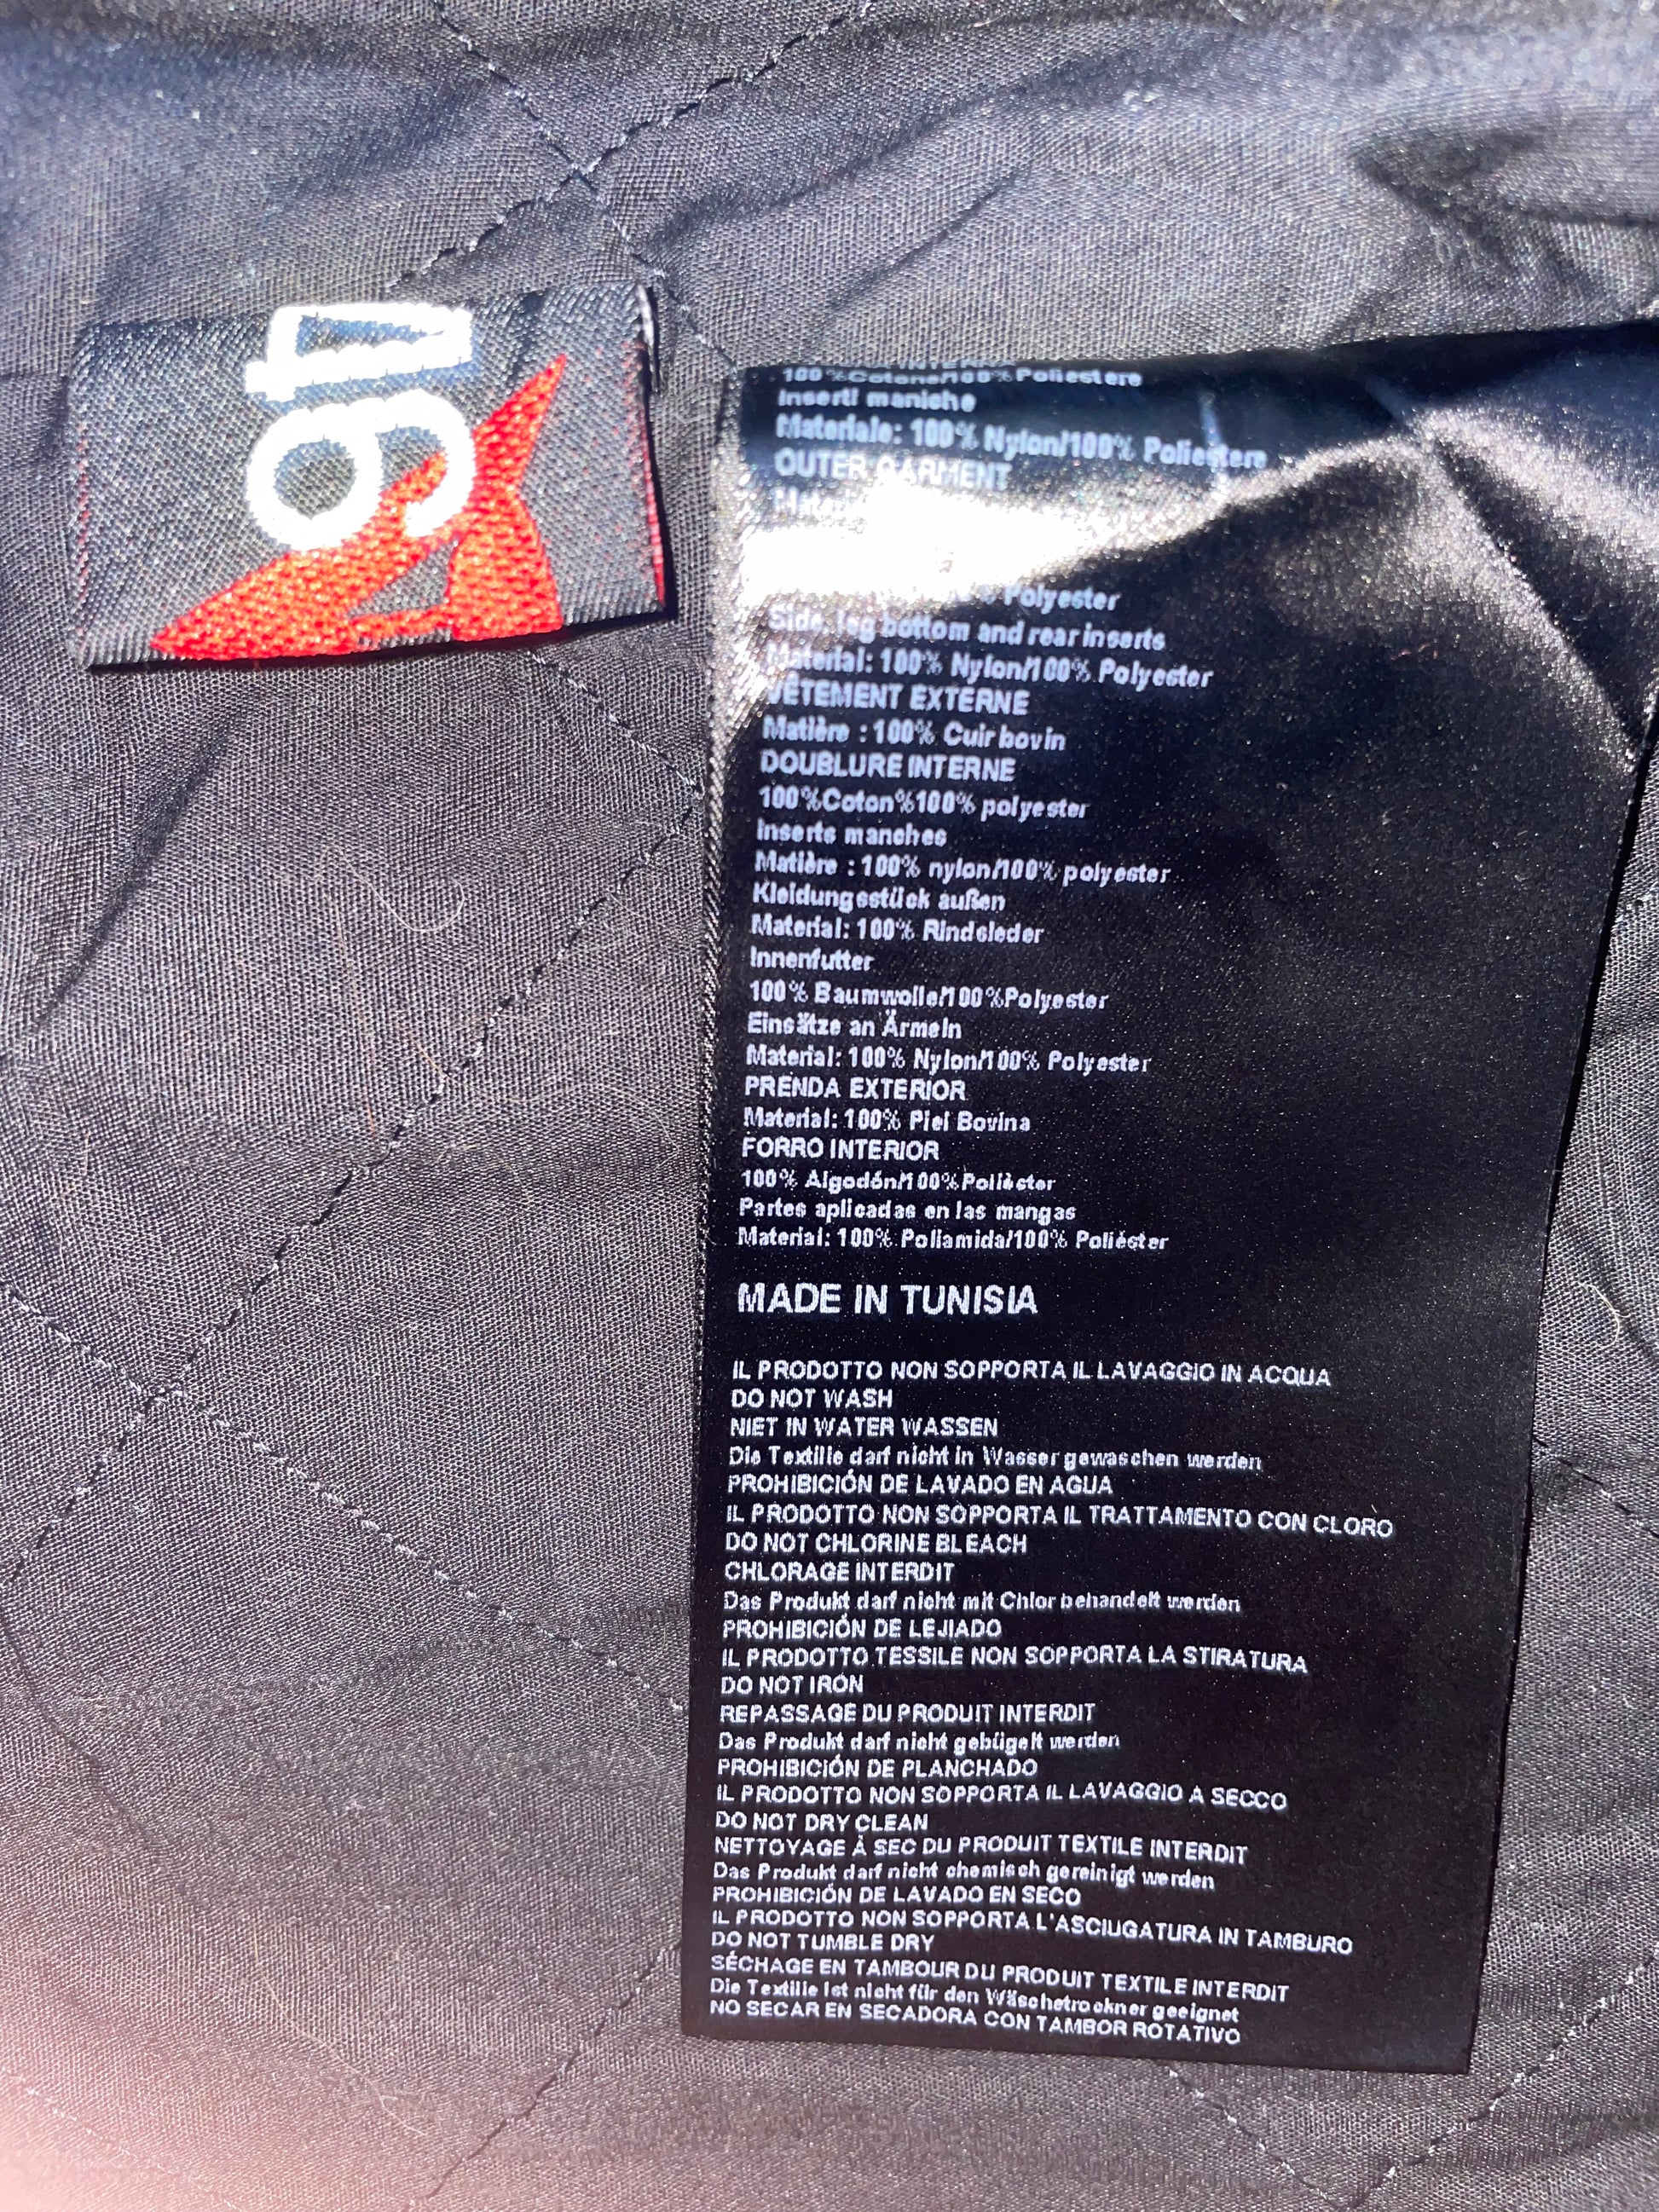 46
100%Cotone/100%Poliestere
Inserti maniche
Materiale: 100% Nylon/100% Poliestere
OUTER GARMENT
Polyester
Side, leg bottom and rear inserts
Material: 100% Nylon/100% Polyester
VÊTEMENT EXTERNE
Matière : 100% Cuir bovin
DOUBLURE INTERNE
100%Coton%100% polyester
Inserts manches
Matière : 100% nylon/100% polyester
Kleidungsstück außen
Material: 100% Rindsleder
Innenfutter
100% Baumwolle/100%Polyester
Einsätze an Ärmeln
Material: 100% Nylon/100% Polyester
PRENDA EXTERIOR
Material: 100% Piel Bovina
FORRO INTERIOR
100% Algodón/100%Poliéster
Partes aplicadas en las mangas
Material: 100% Poliamida/100% Poliéster
MADE IN TUNISIA
IL PRODOTTO NON SOPPORTA IL LAVAGGIO IN ACQUA
DO NOT WASH
NIET IN WATER WASSEN
Die Textilie darf nicht in Wasser gewaschen werden
PROHIBICIÓN DE LAVADO EN AGUA
IL PRODOTTO NON SOPPORTA IL TRATTAMENTO CON CLORO
DO NOT CHLORINE BLEACH
CHLORAGE INTERDIT
Das Produkt darf nicht mit Chlor behandelt werden
PROHIBICIÓN DE LEJIADO
IL PRODOTTO TESSILE NON SOPPORTA LA STIRATURA
DO NOT IRON
REPASSAGE DU PRODUIT INTERDIT
Das Produkt darf nicht gebügelt werden
PROHIBICIÓN DE PLANCHADO
IL PRODOTTO NON SOPPORTA IL LAVAGGIO A SECCO
DO NOT DRY CLEAN
NETTOYAGE À SEC DU PRODUIT TEXTILE INTERDIT
Das Produkt darf nicht chemisch gereinigt werden
PROHIBICIÓN DE LAVADO EN SECO
IL PRODOTTO NON SOPPORTA L'ASCIUGATURA IN TAMBURO
DO NOT TUMBLE DRY
SÉCHAGE EN TAMBOUR DU PRODUIT TEXTILE INTERDIT
Die Textilie ist nicht für den Wäschetrockner geeignet
NO SECAR EN SECADORA CON TAMBOR ROTATIVO